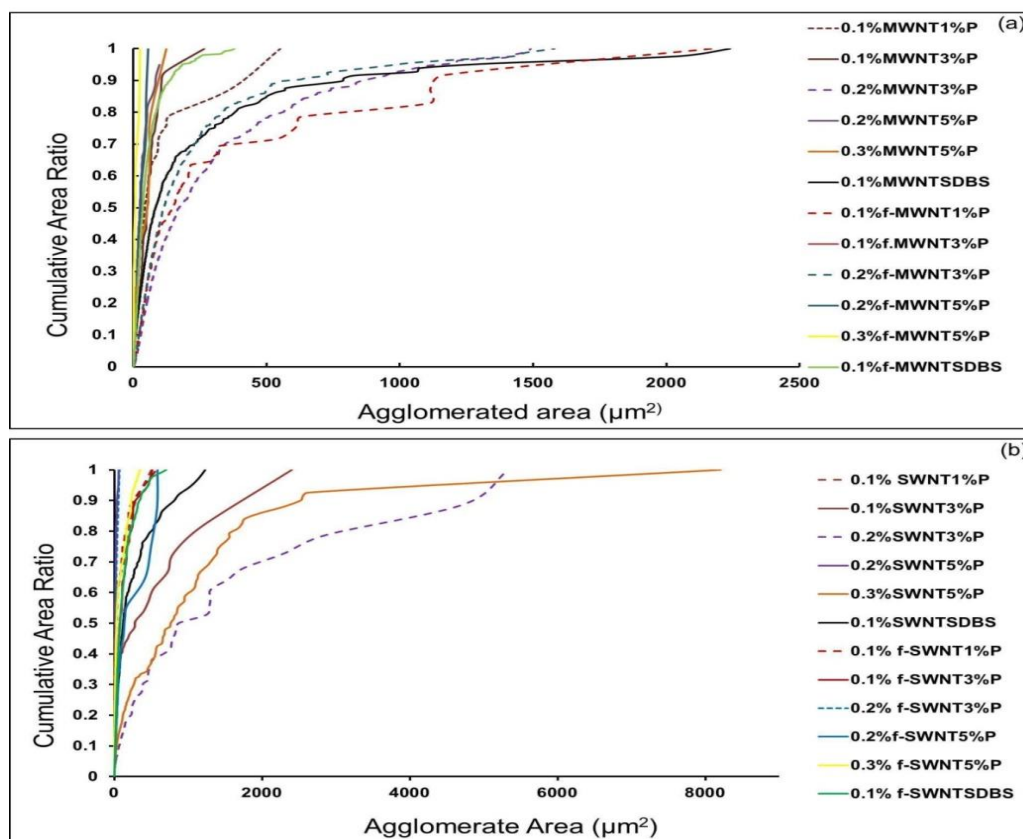 (a)
Cumulative Area Ratio
1
0.9
0.8
0.7
0.6
0.5
0.4
0.3
0.2
0.1
0
0 500 1000 1500 2000 2500
Agglomerated area (µm²)
0.1%MWNT1%P
0.1%MWNT3%P
0.2%MWNT3%P
0.2%MWNT5%P
0.3%MWNT5%P
0.1%MWNTSDBS
0.1%f-MWNT1%P
0.1%f.MWNT3%P
0.2%f-MWNT3%P
0.2%f-MWNT5%P
0.3%f-MWNT5%P
0.1%f-MWNTSDBS
(b)
Cumulative Area Ratio
1
0.9
0.8
0.7
0.6
0.5
0.4
0.3
0.2
0.1
0
0 2000 4000 6000 8000
Agglomerate Area (µm²)
0.1% SWNT1%P
0.1%SWNT3%P
0.2%SWNT3%P
0.2%SWNT5%P
0.3%SWNT5%P
0.1%SWNTSDBS
0.1% f-SWNT1%P
0.1% f-SWNT3%P
0.2% f-SWNT3%P
0.2%f-SWNT5%P
0.3% f-SWNT5%P
0.1% f-SWNTSDBS